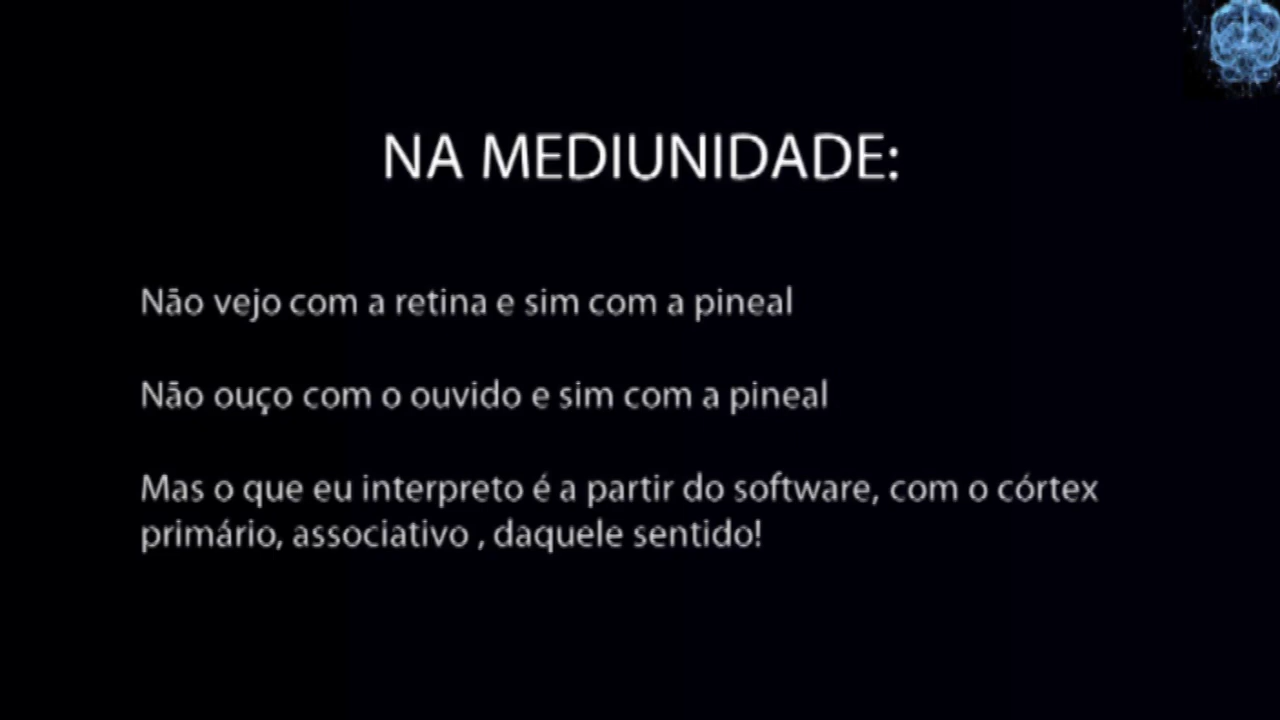 NA MEDIUNIDADE:
Não vejo com a retina e sim com a pineal
Não ouço com o ouvido e sim com a pineal
Mas o que eu interpreto é a partir do software, com o córtex
primário, associativo , daquele sentido!